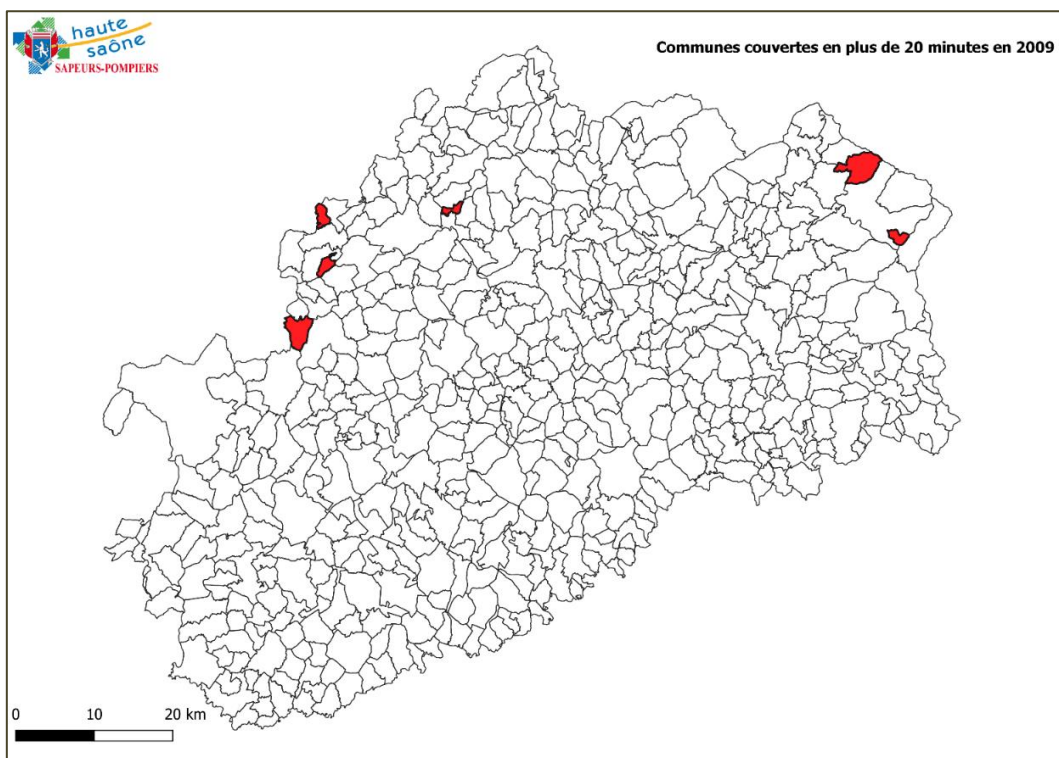 haute
saône
SAPEURS-POMPIERS
Communes couvertes en plus de 20 minutes en 2009
0 10 20 km